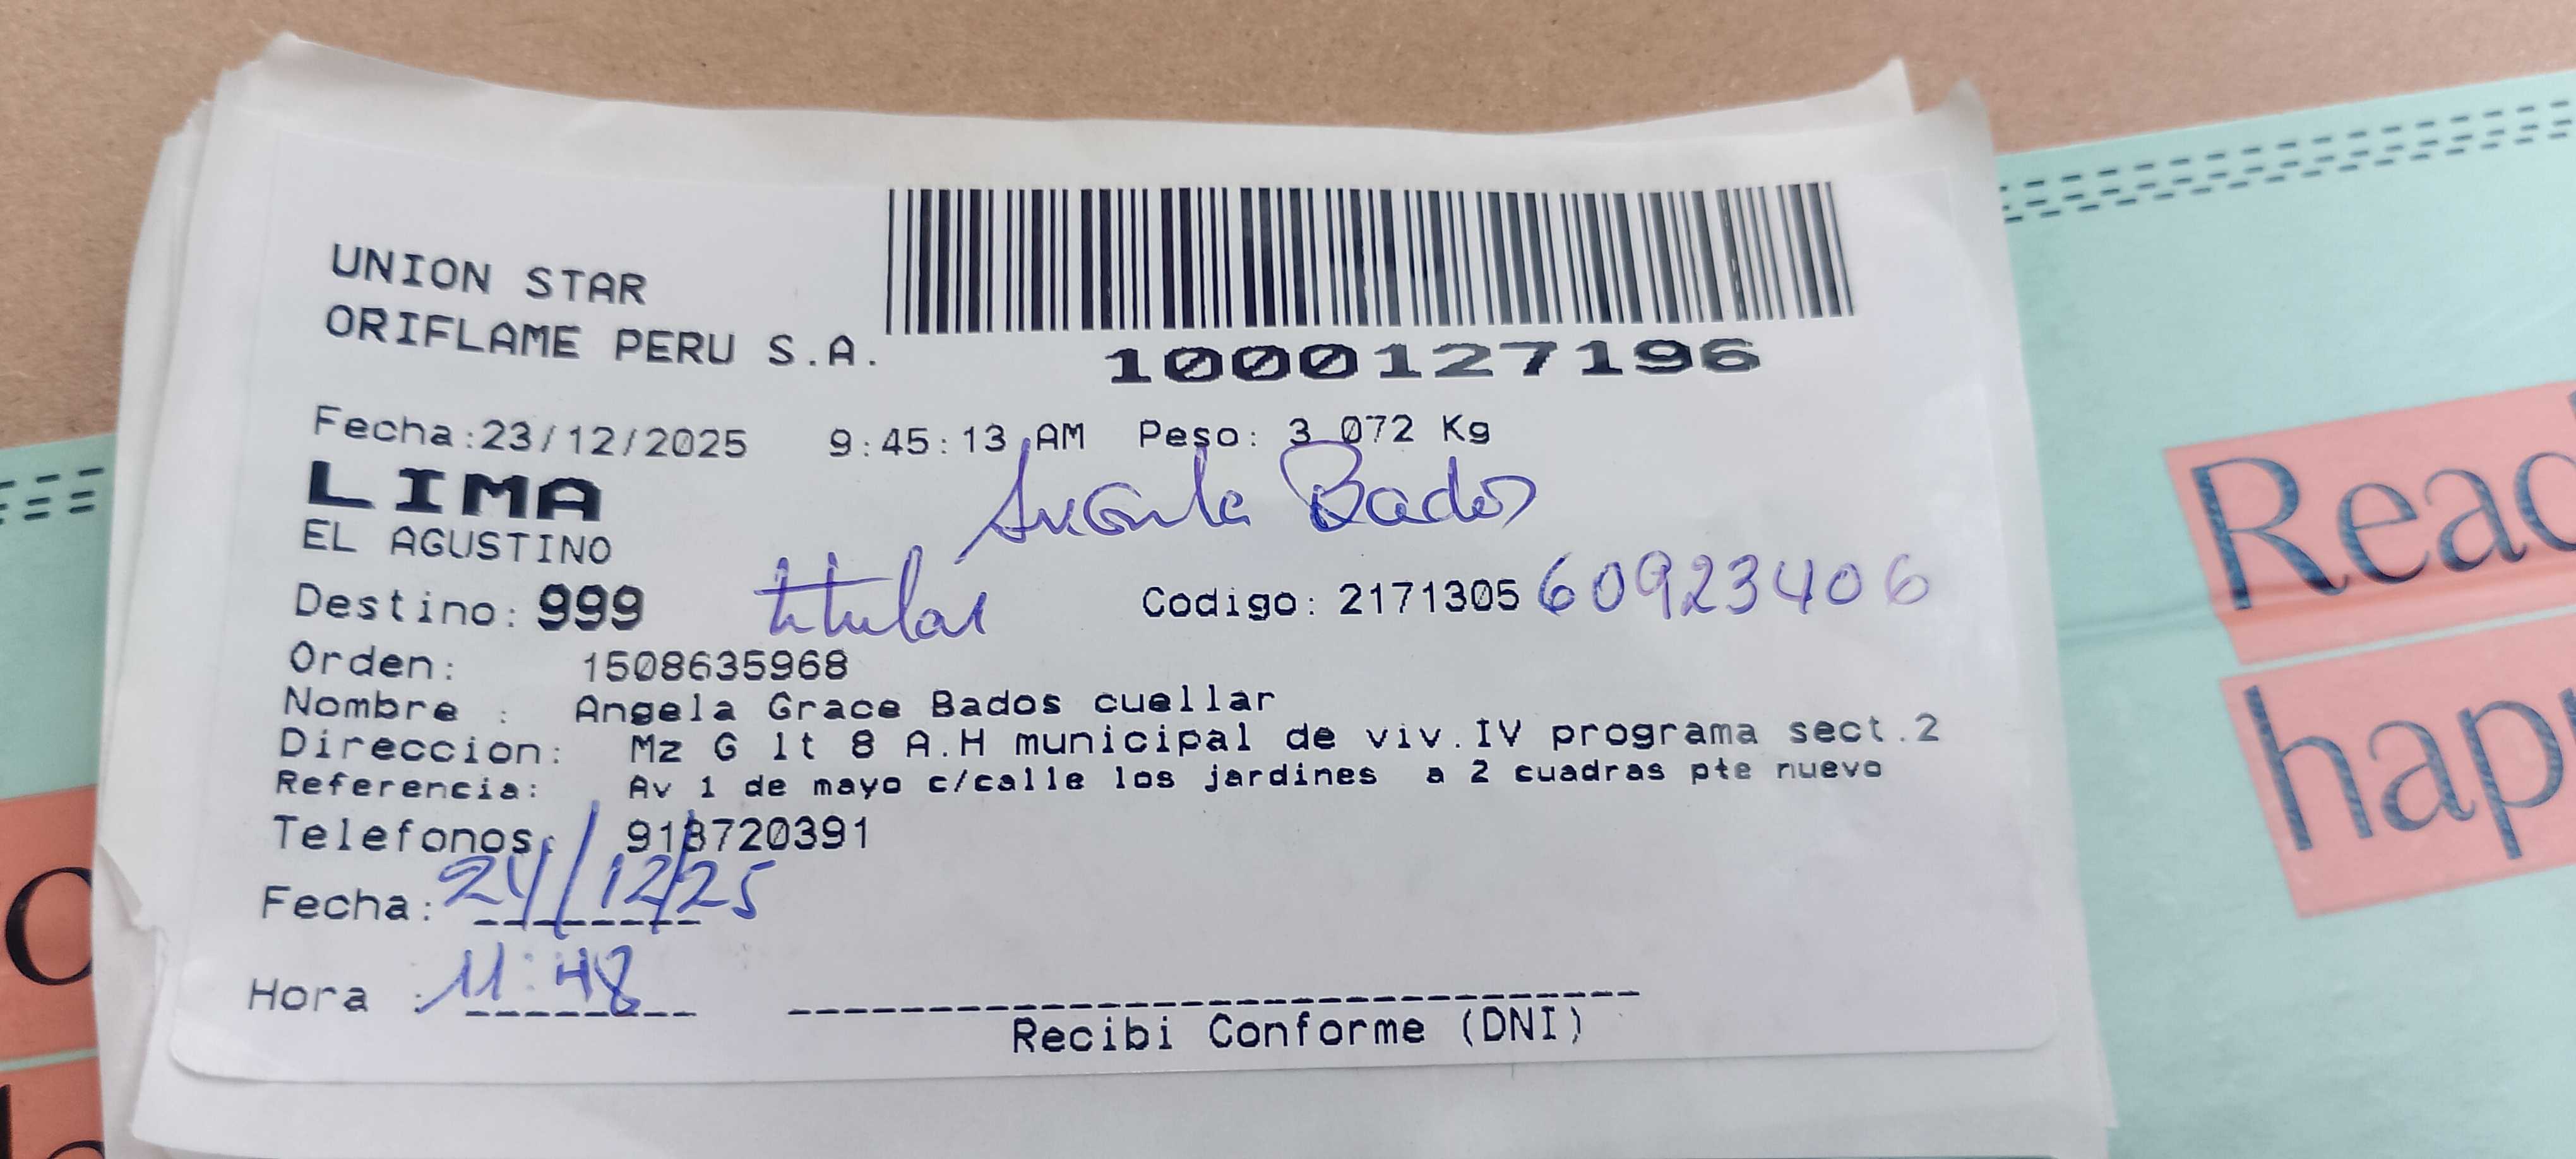 UNION STAR
ORIFLAME PERU S.A.
1000127196
Fecha:23/12/2025 9:45:13 AM Peso: 3.072 Kg
LIMA
EL AGUSTINO
Angela Bados
Destino: 999 titular Codigo: 2171305 60923406
Orden: 1508635968
Nombre : Angela Grace Bados cuellar
Direccion: Mz G lt 8 A.H municipal de viv.IV programa sect.2
Referencia: Av 1 de mayo c/calle los jardines a 2 cuadras pte nuevo
Telefonos: 913720391
Fecha: 24/12/25
Hora : 11:48
Recibi Conforme (DNI)